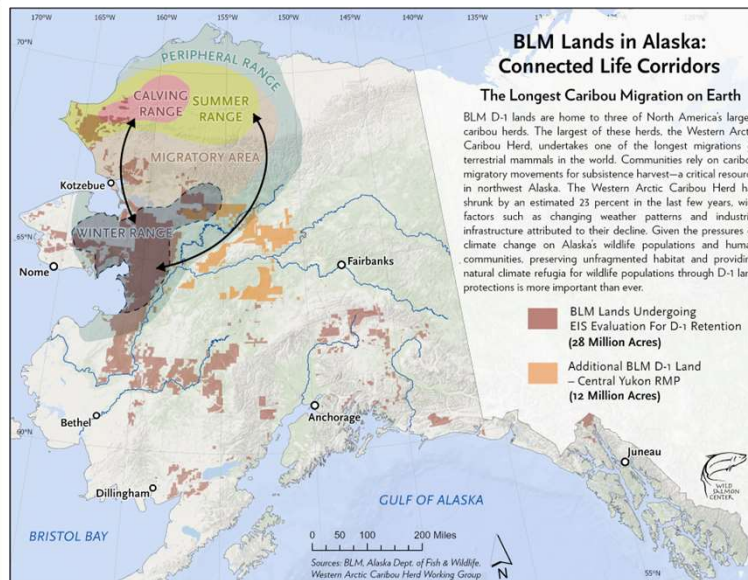 170°W
165°W
160°W
155°W
150°W
145°W
140°W
70°N
PERIPHERAL RANGE
CALVING
RANGE
SUMMER
RANGE
MIGRATORY AREA
Kotzebue
WINTER RANGE
65°N
Nome
Fairbanks
Bethel
60°N
Anchorage
Dillingham
Juneau
GULF OF ALASKA
BRISTOL BAY
55°N
BLM Lands in Alaska:
Connected Life Corridors
The Longest Caribou Migration on Earth
BLM D-1 lands are home to three of North America's large
caribou herds. The largest of these herds, the Western Arct
Caribou Herd, undertakes one of the longest migrations
terrestrial mammals in the world. Communities rely on caribo
migratory movements for subsistence harvest—a critical resour
in northwest Alaska. The Western Arctic Caribou Herd h
shrunk by an estimated 23 percent in the last few years, wi
factors such as changing weather patterns and industr
infrastructure attributed to their decline. Given the pressures
climate change on Alaska's wildlife populations and huma
communities, preserving unfragmented habitat and providin
natural climate refugia for wildlife populations through D-1 lan
protections is more important than ever.
BLM Lands Undergoing
EIS Evaluation For D-1 Retention
(28 Million Acres)
Additional BLM D-1 Land
– Central Yukon RMP
(12 Million Acres)
WILD
SALMON
CENTER
0 50 100 200 Miles
N
Sources: BLM, Alaska Dept. of Fish & Wildlife,
Western Arctic Caribou Herd Working Group